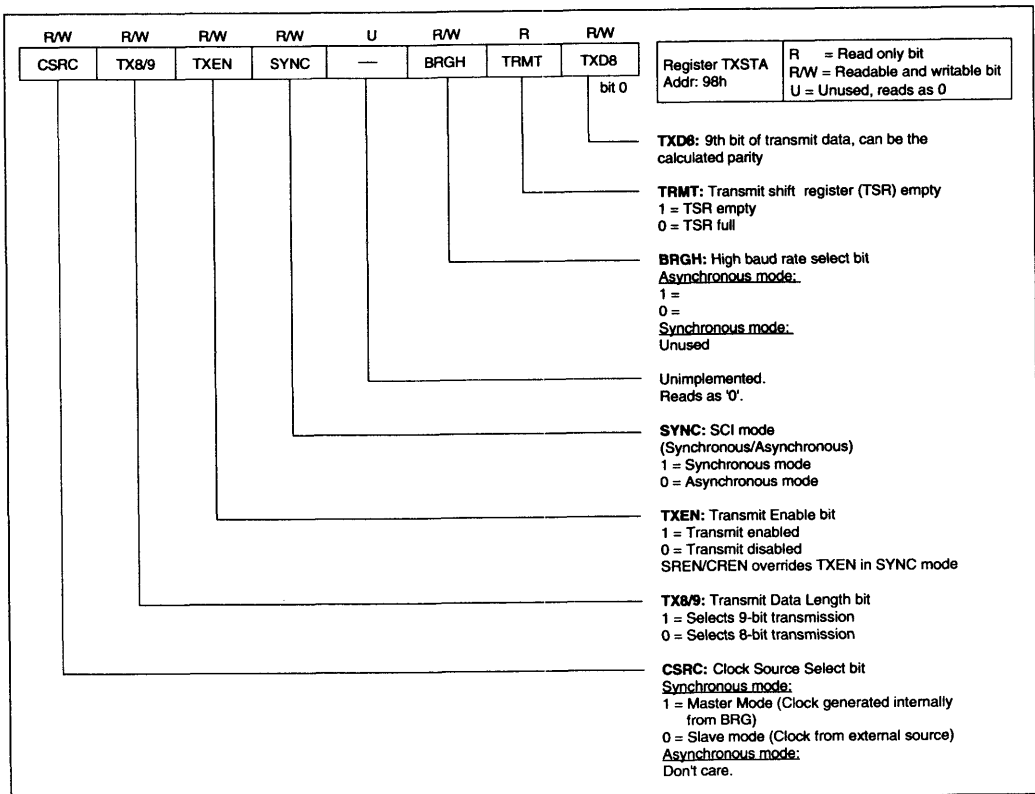 R/W R/W R/W R/W U R/W R R/W
CSRC TX8/9 TXEN SYNC — BRGH TRMT TXD8
bit 0
Register TXSTA
Addr: 98h
R = Read only bit
R/W = Readable and writable bit
U = Unused, reads as 0
TXD8: 9th bit of transmit data, can be the
calculated parity
TRMT: Transmit shift register (TSR) empty
1 = TSR empty
0 = TSR full
BRGH: High baud rate select bit
Asynchronous mode:
1 =
0 =
Synchronous mode:
Unused
Unimplemented.
Reads as '0'.
SYNC: SCI mode
(Synchronous/Asynchronous)
1 = Synchronous mode
0 = Asynchronous mode
TXEN: Transmit Enable bit
1 = Transmit enabled
0 = Transmit disabled
SREN/CREN overrides TXEN in SYNC mode
TX8/9: Transmit Data Length bit
1 = Selects 9-bit transmission
0 = Selects 8-bit transmission
CSRC: Clock Source Select bit
Synchronous mode:
1 = Master Mode (Clock generated internally
from BRG)
0 = Slave mode (Clock from external source)
Asynchronous mode:
Don't care.